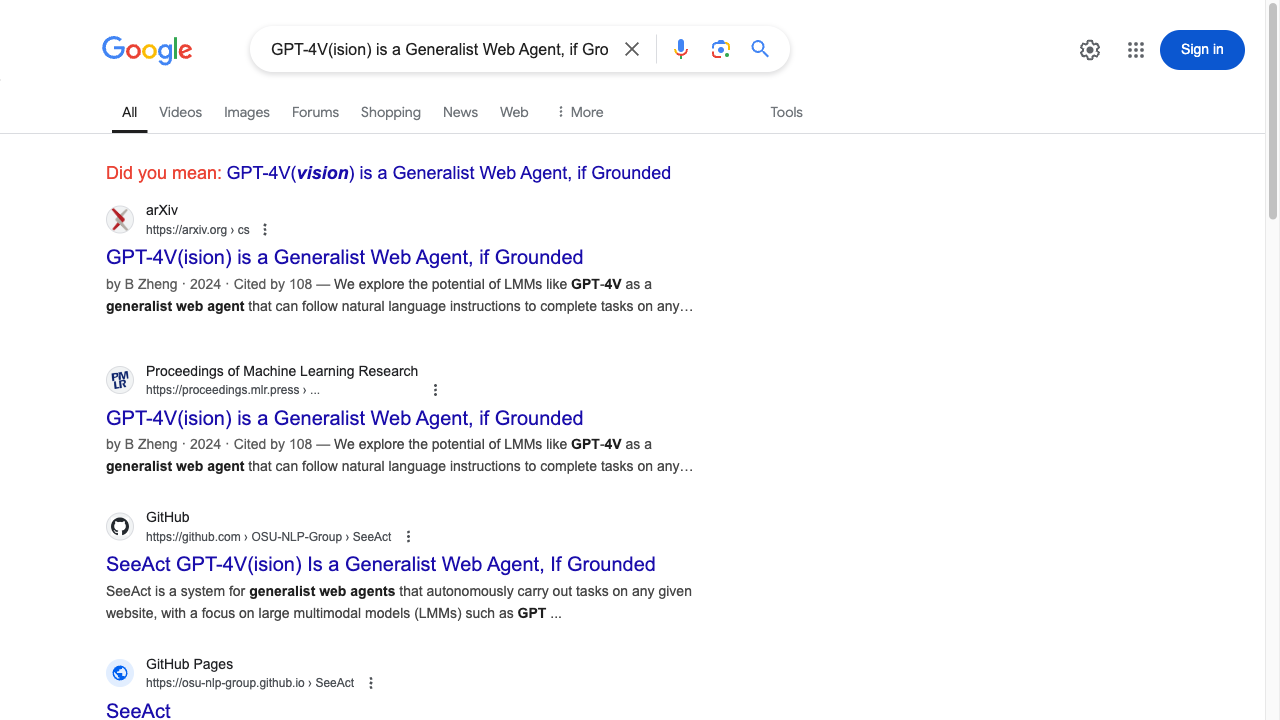 Google
GPT-4V(ision) is a Generalist Web Agent, if Gro
Sign in
All Videos Images Forums Shopping News Web More Tools
Did you mean: GPT-4V(vision) is a Generalist Web Agent, if Grounded
arXiv
https://arxiv.org › cs
GPT-4V(ision) is a Generalist Web Agent, if Grounded
by B Zheng · 2024 · Cited by 108 — We explore the potential of LMMs like GPT-4V as a
generalist web agent that can follow natural language instructions to complete tasks on any…
PMLR
Proceedings of Machine Learning Research
https://proceedings.mlr.press › ...
GPT-4V(ision) is a Generalist Web Agent, if Grounded
by B Zheng · 2024 · Cited by 108 — We explore the potential of LMMs like GPT-4V as a
generalist web agent that can follow natural language instructions to complete tasks on any…
GitHub
https://github.com › OSU-NLP-Group › SeeAct
SeeAct GPT-4V(ision) Is a Generalist Web Agent, If Grounded
SeeAct is a system for generalist web agents that autonomously carry out tasks on any given
website, with a focus on large multimodal models (LMMs) such as GPT ...
GitHub Pages
https://osu-nlp-group.github.io › SeeAct
SeeAct